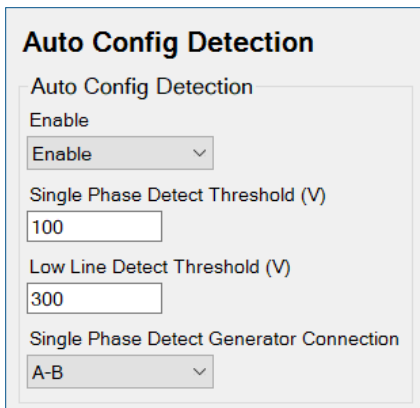 Auto Config Detection
Auto Config Detection
Enable
Enable
Single Phase Detect Threshold (V)
100
Low Line Detect Threshold (V)
300
Single Phase Detect Generator Connection
A-B